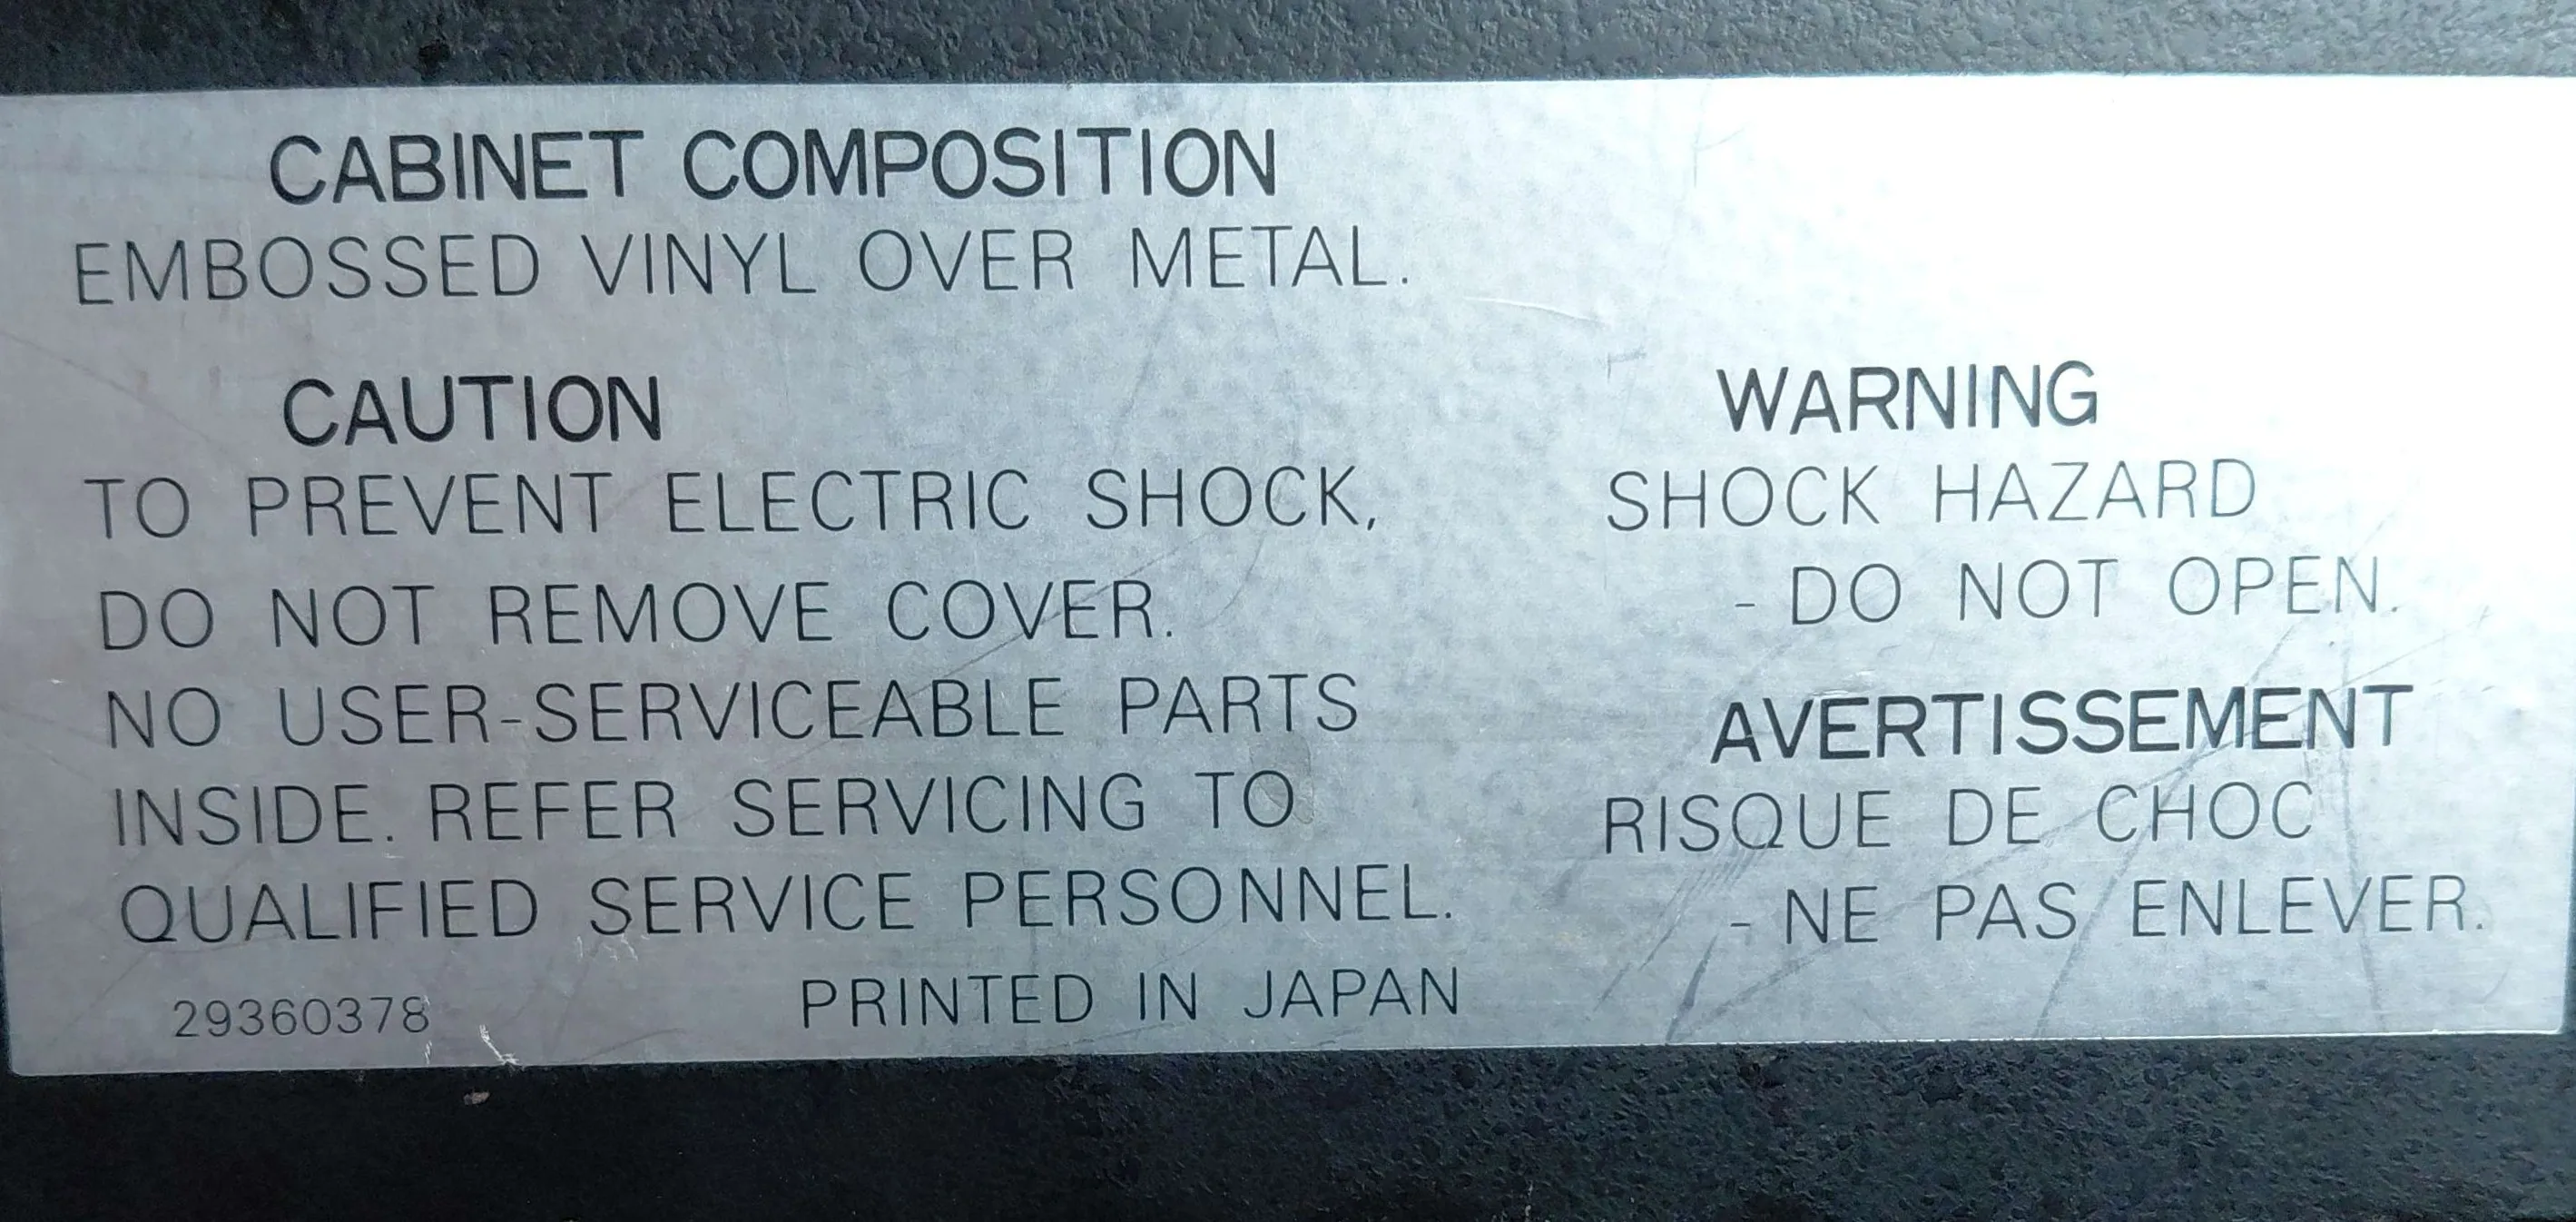 CABINET COMPOSITION
EMBOSSED VINYL OVER METAL.
CAUTION
TO PREVENT ELECTRIC SHOCK,
DO NOT REMOVE COVER.
NO USER-SERVICEABLE PARTS
INSIDE. REFER SERVICING TO
QUALIFIED SERVICE PERSONNEL.
29360378
PRINTED IN JAPAN
WARNING
SHOCK HAZARD
- DO NOT OPEN.
AVERTISSEMENT
RISQUE DE CHOC
- NE PAS ENLEVER.